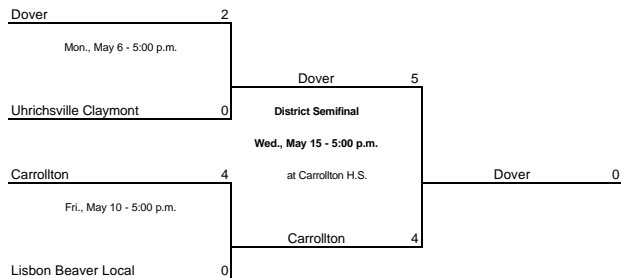 Dover 2
Mon., May 6 - 5:00 p.m.
Dover 5
Uhrichsville Claymont 0
District Semifinal
Wed., May 15 - 5:00 p.m.
Carrollton 4
at Carrollton H.S.
Dover 0
Fri., May 10 - 5:00 p.m.
Carrollton 4
Lisbon Beaver Local 0